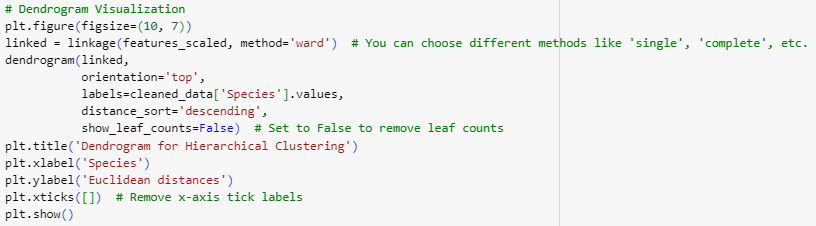 # Dendrogram Visualization
plt.figure(figsize=(10, 7))
linked = linkage(features_scaled, method='ward')  # You can choose different methods like 'single', 'complete', etc.
dendrogram(linked,
           orientation='top',
           labels=cleaned_data['Species'].values,
           distance_sort='descending',
           show_leaf_counts=False)  # Set to False to remove leaf counts
plt.title('Dendrogram for Hierarchical Clustering')
plt.xlabel('Species')
plt.ylabel('Euclidean distances')
plt.xticks([])  # Remove x-axis tick labels
plt.show()